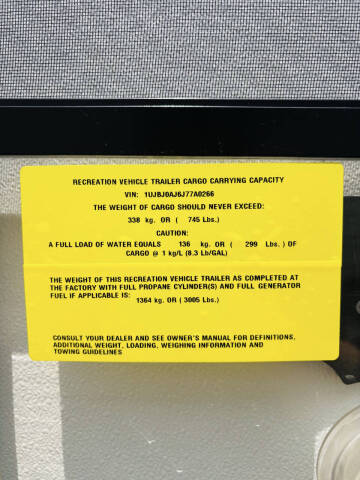 RECREATION VEHICLE TRAILER CARGO CARRYING CAPACITY
VIN: 1UJBJ0AJ6J77A0266
THE WEIGHT OF CARGO SHOULD NEVER EXCEED:
338 kg. OR ( 745 Lbs.)
CAUTION:
A FULL LOAD OF WATER EQUALS 136 kg. OR ( 299 Lbs. ) OF
CARGO @ 1 kg/L (8.3 Lb/GAL)
THE WEIGHT OF THIS RECREATION VEHICLE TRAILER AS COMPLETED AT
THE FACTORY WITH FULL PROPANE CYLINDER(S) AND FULL GENERATOR
FUEL IF APPLICABLE IS:
1364 kg. OR ( 3005 Lbs.)
CONSULT YOUR DEALER AND SEE OWNER'S MANUAL FOR DEFINITIONS,
ADDITIONAL WEIGHT, LOADING, WEIGHING INFORMATION AND
TOWING GUIDELINES